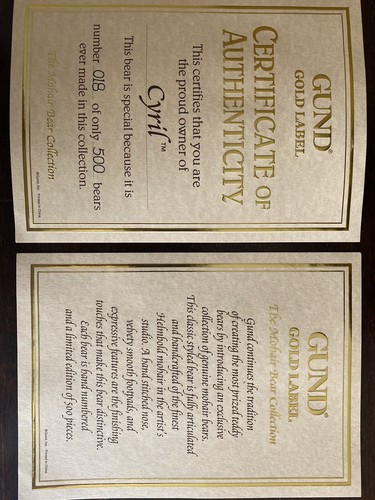 GUND®
GOLD LABEL
CERTIFICATE OF
AUTHENTICITY
This certifies that you are
the proud owner of
Cyril™
This bear is special because it is
number 018 of only 500 bears
ever made in this collection.
The Mohair Bear Collection
GUND®
GOLD LABEL
The Mohair Bear Collection
Gund continues the tradition
of creating the most prized teddy
bears by introducing an exclusive
collection of genuine mohair bears.
This classic styled bear is fully articulated
and handcrafted of the finest
Helmbold mohair in the artist's
studio. A hand stitched nose,
velvety smooth footpads, and
expressive features are the finishing
touches that make this bear distinctive.
Each bear is hand numbered
and a limited edition of 500 pieces.